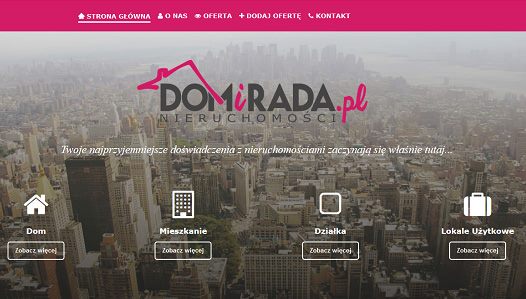 STRONA GŁÓWNA O NAS OFERTA DODAJ OFERTĘ KONTAKT
DOMiRADA.pl
NIERUCHOMOŚCI
Twoje najprzyjemniejsze doświadczenia z nieruchomościami zaczynają się właśnie tutaj...
Dom Mieszkanie Działka Lokale Użytkowe
Zobacz więcej Zobacz więcej Zobacz więcej Zobacz więcej